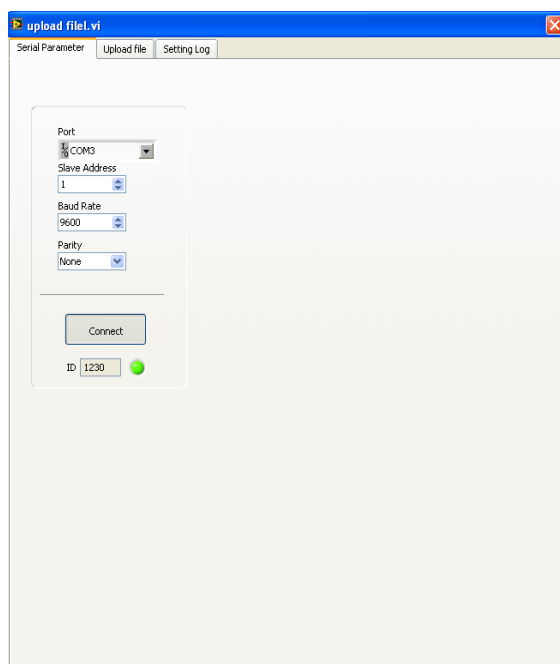 upload fileI.vi
Serial Parameter Upload file Setting Log
Port
I/O COM3
Slave Address
1
Baud Rate
9600
Parity
None
Connect
ID 1230